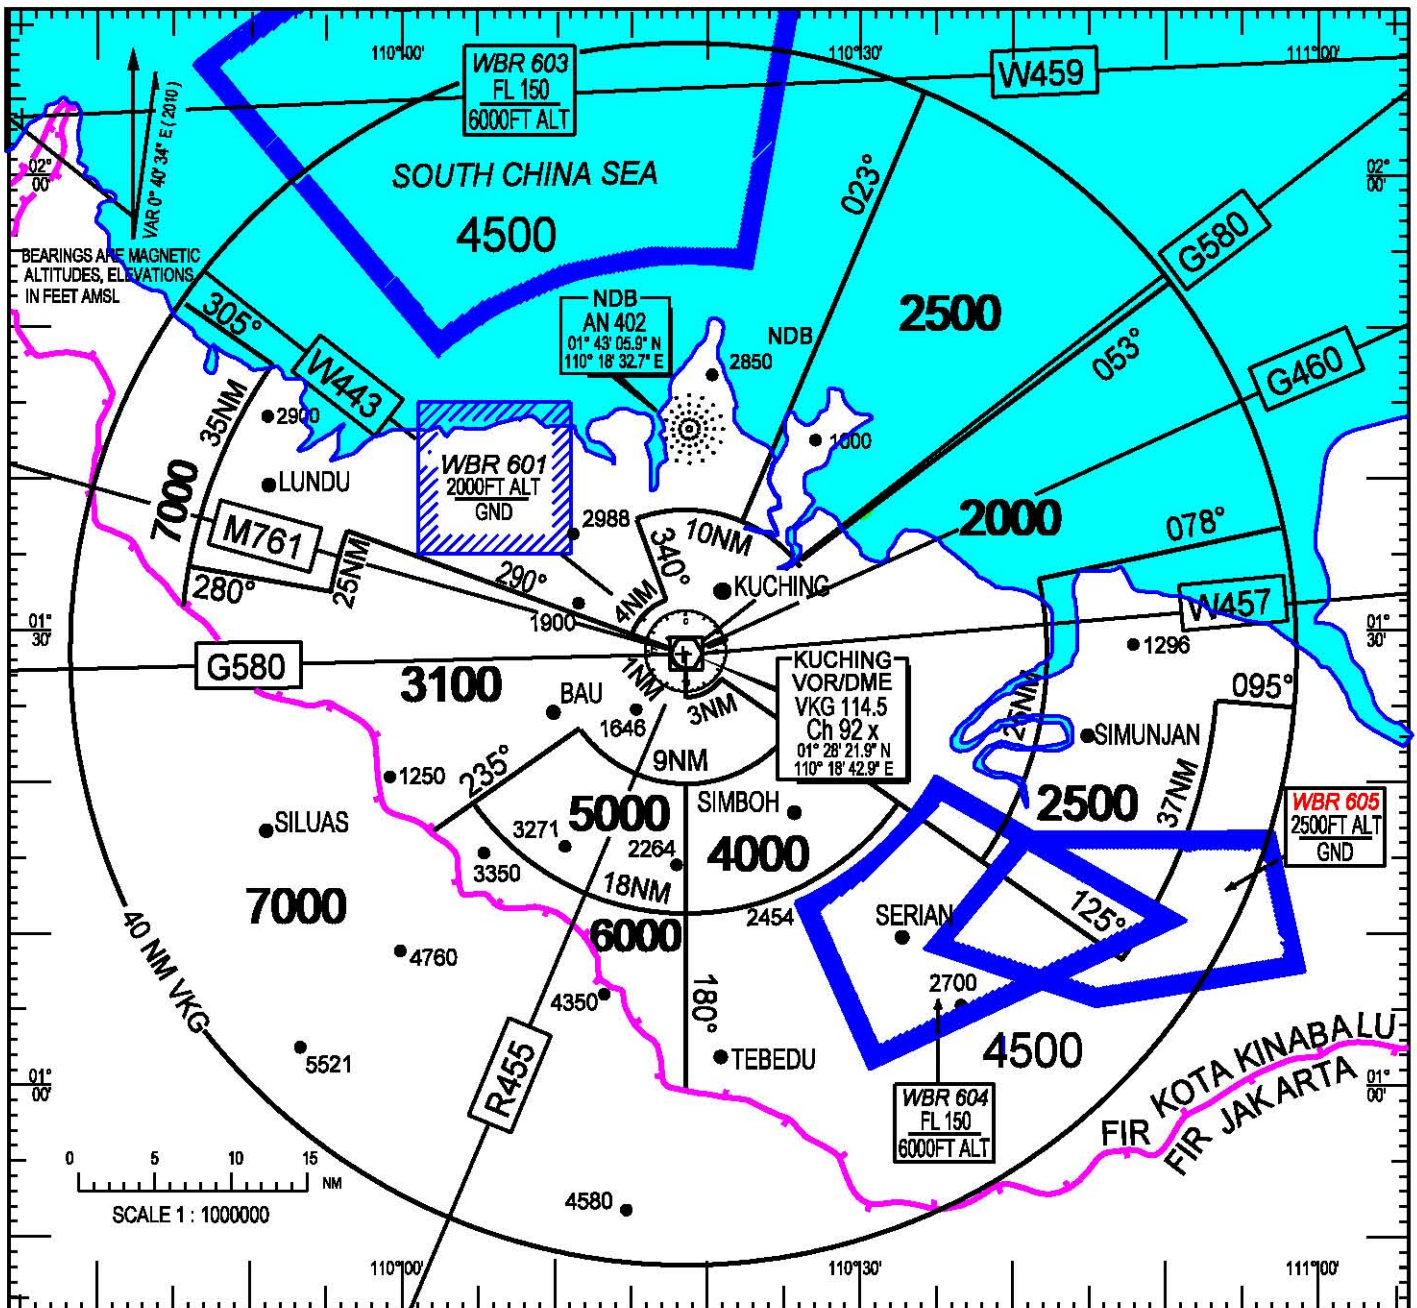 110°00'
110°30'
111°00'
WBR 603
FL 150
6000FT ALT
W459
VAR 0° 40' 34" E ( 2010 )
02°
00'
02°
00'
SOUTH CHINA SEA
4500
023°
G580
BEARINGS ARE MAGNETIC
ALTITUDES, ELEVATIONS
IN FEET AMSL
305°
W443
NDB
AN 402
01° 43' 05.9" N
110° 18' 32.7" E
NDB
2850
2500
053°
G460
35NM
2900
1000
LUNDU
WBR 601
2000FT ALT
GND
7000
M761
2988
2000
078°
340°
10NM
25NM
290°
280°
KUCHING
4NM
1900
W457
01°
30'
01°
30'
1296
G580
3100
1NM
3NM
KUCHING
VOR/DME
VKG 114.5
Ch 92 x
01° 28' 21.9" N
110° 18' 42.9" E
25NM
095°
BAU
1646
SIMUNJAN
235°
9NM
1250
37NM
SIMBOH
2500
WBR 605
2500FT ALT
GND
SILUAS
5000
3271
2264
4000
3350
18NM
2454
125°
7000
6000
SERIAN
40 NM VKG
4760
2700
4350
180°
5521
R455
TEBEDU
4500
WBR 604
FL 150
6000FT ALT
FIR KOTA KINABALU
FIR JAKARTA
01°
00'
01°
00'
0 5 10 15
NM
SCALE 1 : 1000000
4580
110°00'
110°30'
111°00'